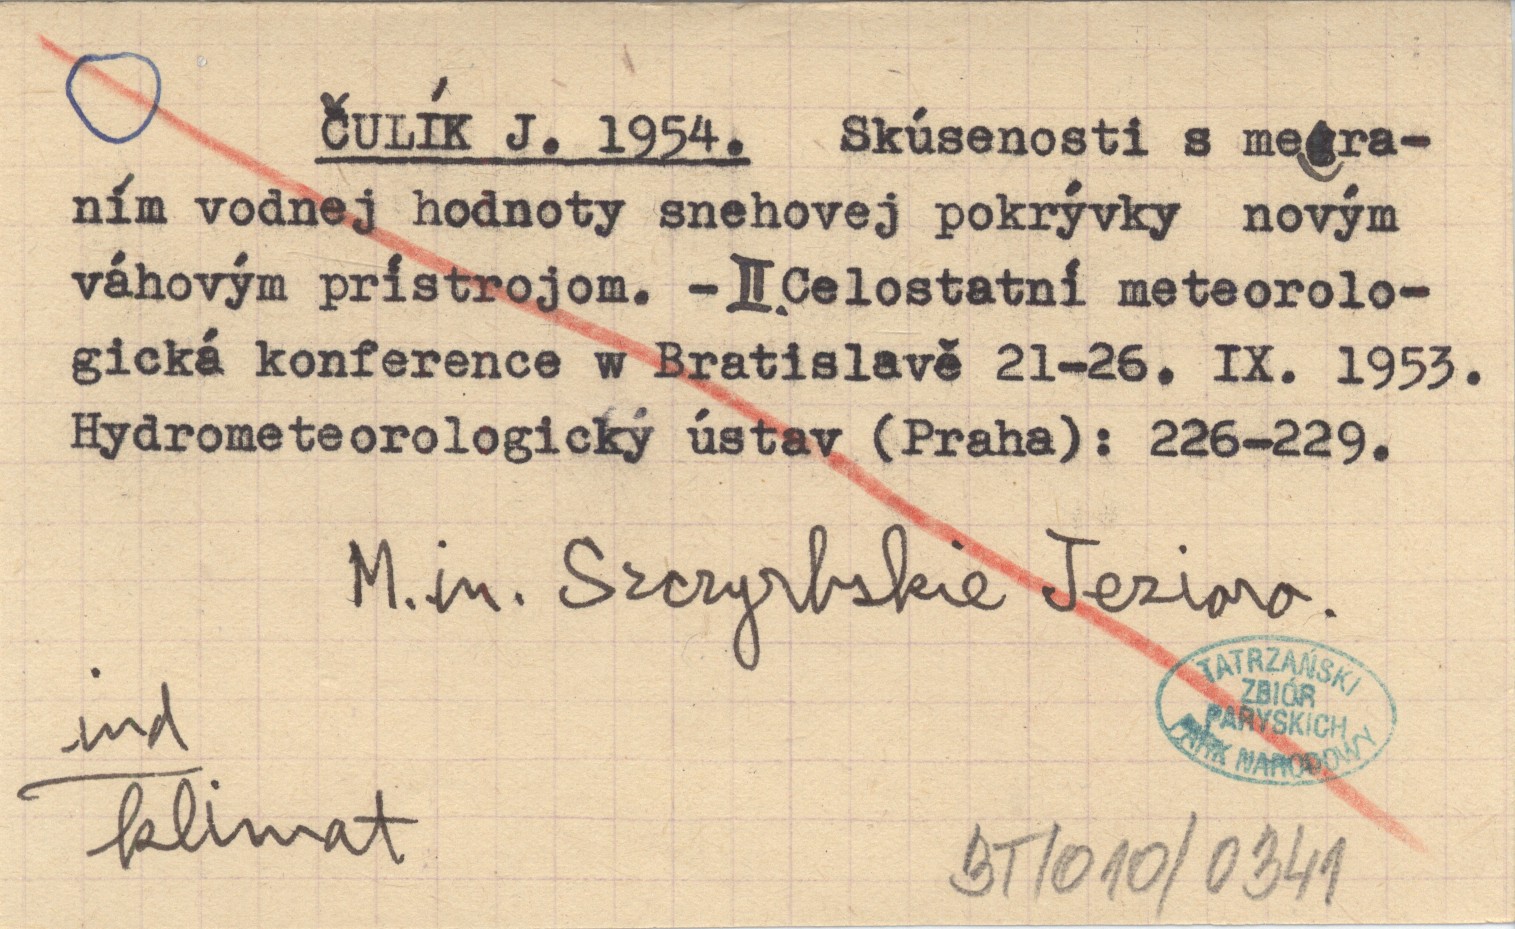 ČULÍK J. 1954. Skúsenosti s mera-
ním vodnej hodnoty snehovej pokrývky novým
váhovým prístrojom. - II. Celostatní meteorolo-
gická konference w Bratislavě 21-26. IX. 1953.
Hydrometeorologický ústav (Praha): 226-229.
M.in. Szczyrbskie Jezioro.
TATRZAŃSKI
ZBIÓR
PARYSKICH
PARK NARODOWY
ind
klimat
BT/010/0341